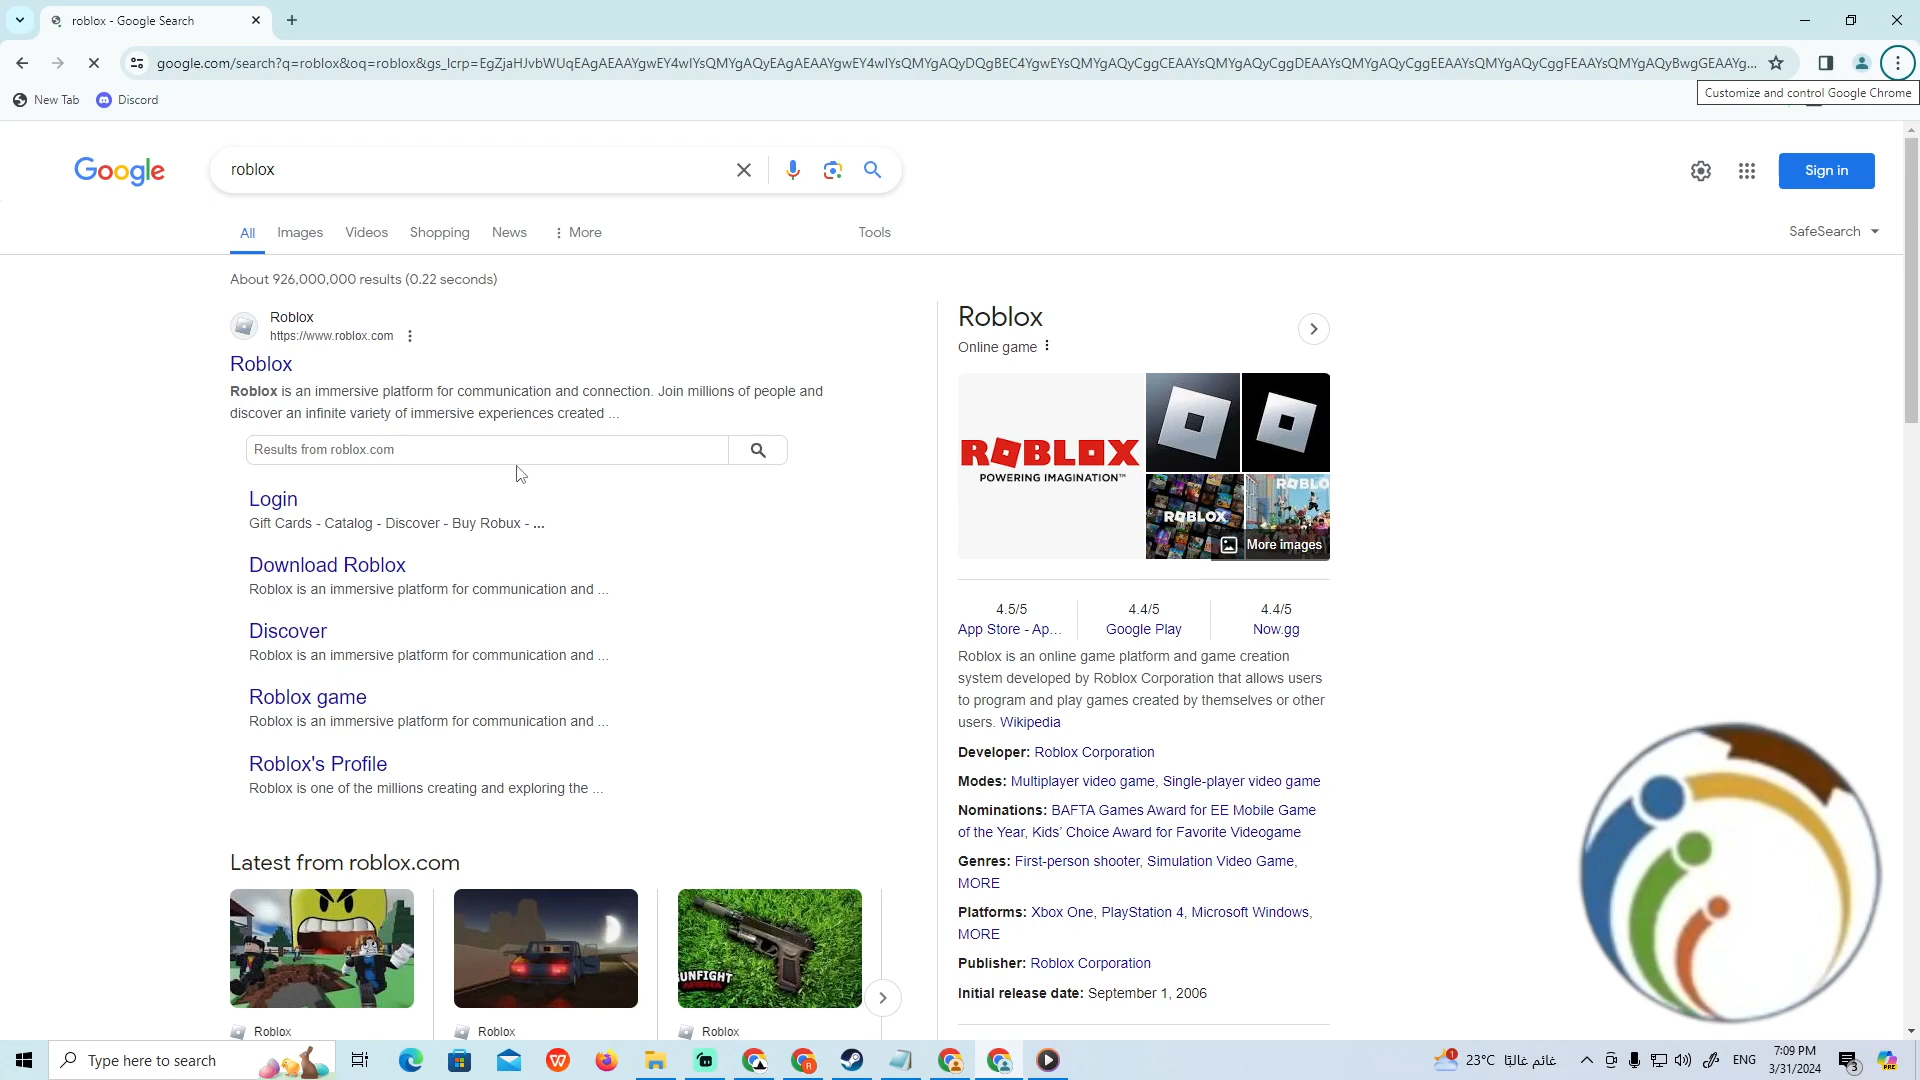 roblox - Google Search
google.com/search?q=roblox&oq=roblox&gs_lcrp=EgZjaHJvbWUqEAgAEAAYgwEY4wIYsQMYgAQyEAgAEAAYgwEY4wIYsQMYgAQyDQgBEC4YgwEYsQMYgAQyCggCEAAYsQMYgAQyCggDEAAYsQMYgAQyCggEEAAYsQMYgAQyCggFEAAYsQMYgAQyBwgGEAAYg...
New Tab
Discord
Customize and control Google Chrome
Google
roblox
Sign in
All Images Videos Shopping News More Tools
SafeSearch
About 926,000,000 results (0.22 seconds)
Roblox
https://www.roblox.com
Roblox
Roblox is an immersive platform for communication and connection. Join millions of people and
discover an infinite variety of immersive experiences created ...
Results from roblox.com
Login
Gift Cards - Catalog - Discover - Buy Robux - ...
Download Roblox
Roblox is an immersive platform for communication and ...
Discover
Roblox is an immersive platform for communication and ...
Roblox game
Roblox is an immersive platform for communication and ...
Roblox's Profile
Roblox is one of the millions creating and exploring the ...
Latest from roblox.com
GUNFIGHT
Roblox
Roblox
Roblox
Roblox
Online game
ROBLOX
POWERING IMAGINATION™
ROBLOX
ROBLO
More images
4.5/5
App Store - Ap...
4.4/5
Google Play
4.4/5
Now.gg
Roblox is an online game platform and game creation
system developed by Roblox Corporation that allows users
to program and play games created by themselves or other
users. Wikipedia
Developer: Roblox Corporation
Modes: Multiplayer video game, Single-player video game
Nominations: BAFTA Games Award for EE Mobile Game
of the Year, Kids' Choice Award for Favorite Videogame
Genres: First-person shooter, Simulation Video Game,
MORE
Platforms: Xbox One, PlayStation 4, Microsoft Windows,
MORE
Publisher: Roblox Corporation
Initial release date: September 1, 2006
Type here to search
1
23°C
غائم غالبًا
ENG
7:09 PM
3/31/2024
3
PRE